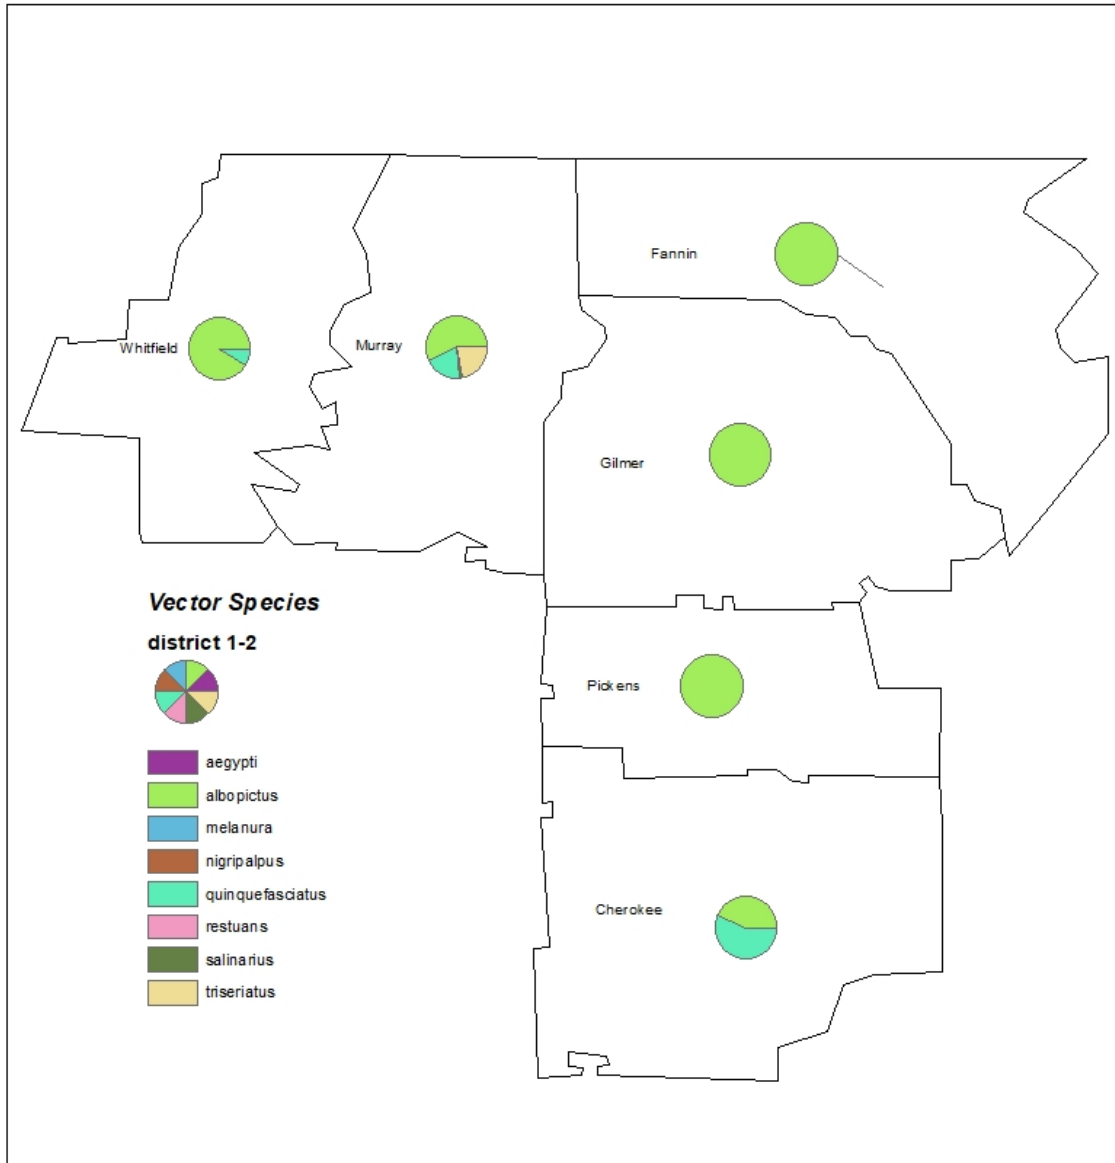 Fannin
Whitfield
Murray
Gilmer
Vector Species
district 1-2
Pickens
aegypti
albopictus
melanura
nigripalpus
quinquefasciatus
Cherokee
restuans
salinarius
triseriatus